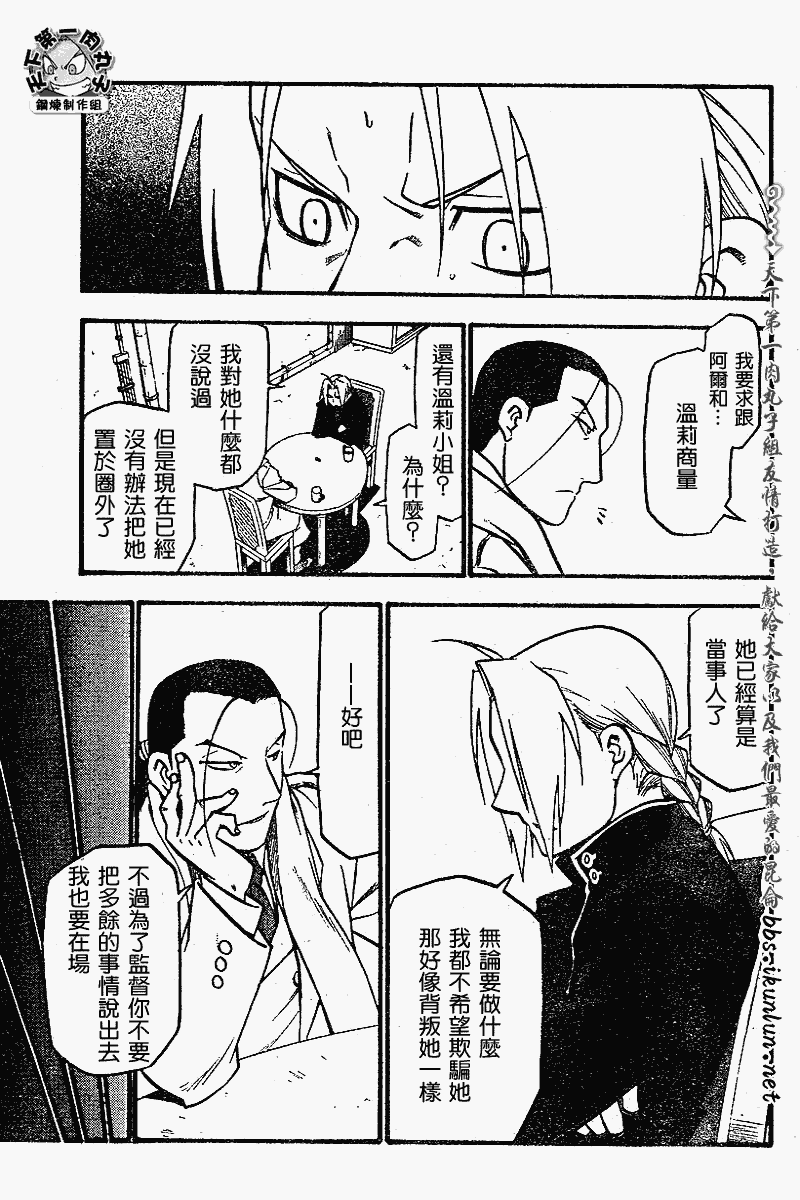 天下第一肉丸子
鋼煉制作組
我要求跟
阿爾和…
溫莉商量
還有溫莉小姐?
為什麼?
我對她什麼都
沒說過
但是現在已經
沒有辦法把她
置於圈外了
她已經算是
當事人了
無論要做什麼
我都不希望欺騙她
那好像背叛她一樣
——好吧
不過為了監督你不要
把多餘的事情說出去
我也要在場
天下第一肉丸子組友情打造,獻給大家以及我們最愛的昆侖
bbs.ikunlun.net